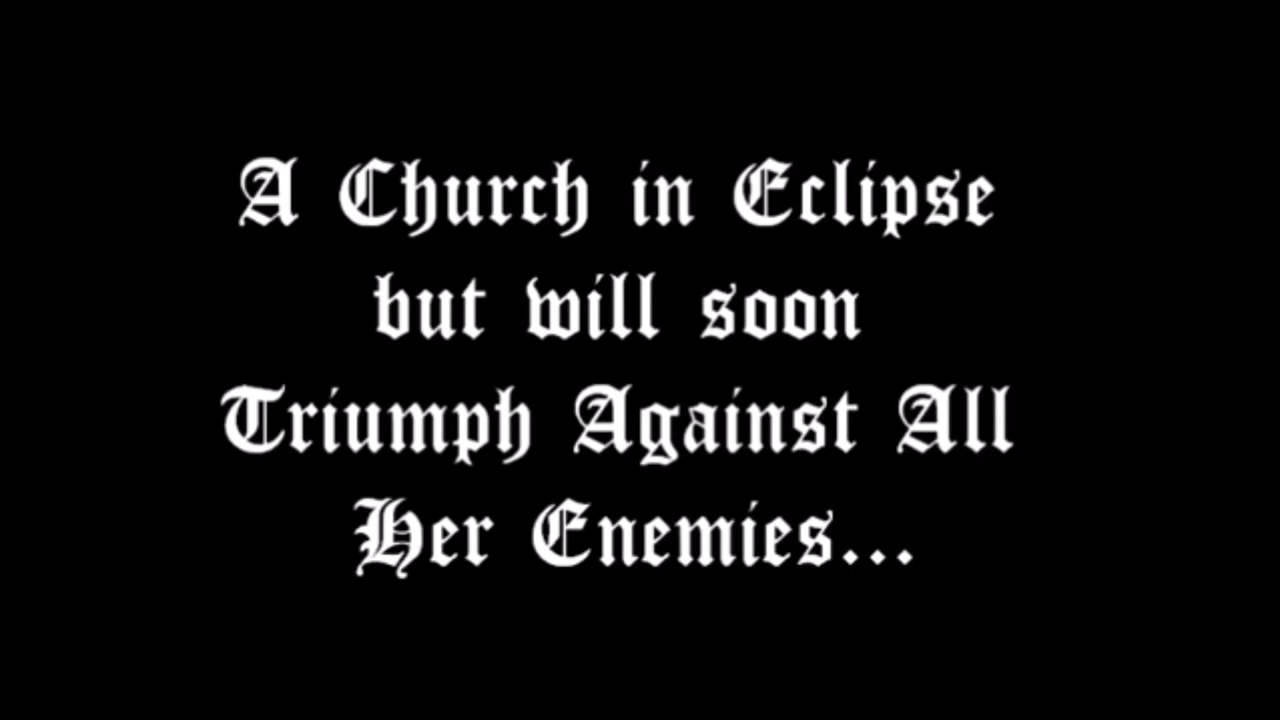 A Church in Eclipse
but will soon
Triumph Against All
Her Enemies...